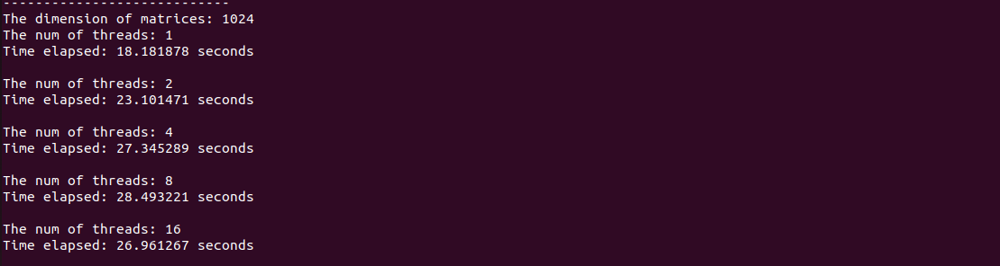 ----------------------------
The dimension of matrices: 1024
The num of threads: 1
Time elapsed: 18.181878 seconds
The num of threads: 2
Time elapsed: 23.101471 seconds
The num of threads: 4
Time elapsed: 27.345289 seconds
The num of threads: 8
Time elapsed: 28.493221 seconds
The num of threads: 16
Time elapsed: 26.961267 seconds